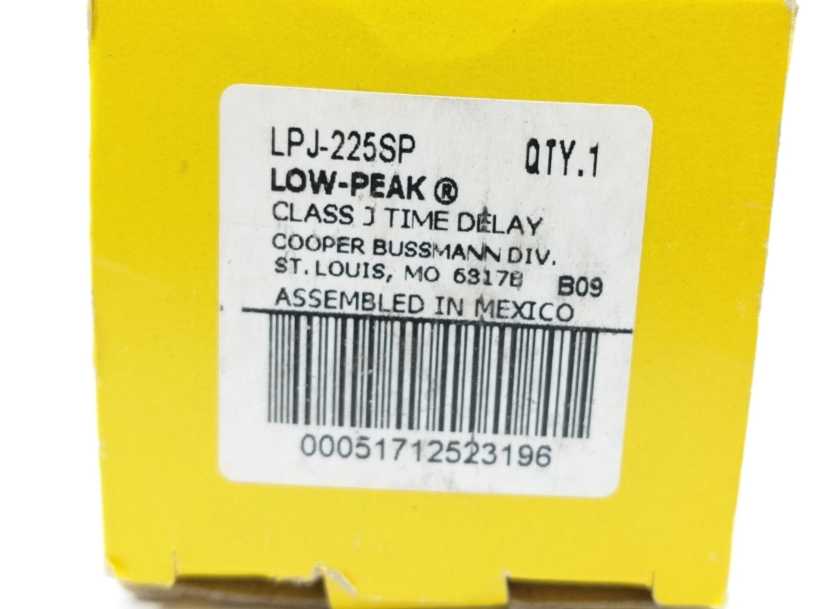 LPJ-225SP QTY.1
LOW-PEAK ®
CLASS J TIME DELAY
COOPER BUSSMANN DIV.
ST. LOUIS, MO 63178 B09
ASSEMBLED IN MEXICO
00051712523196